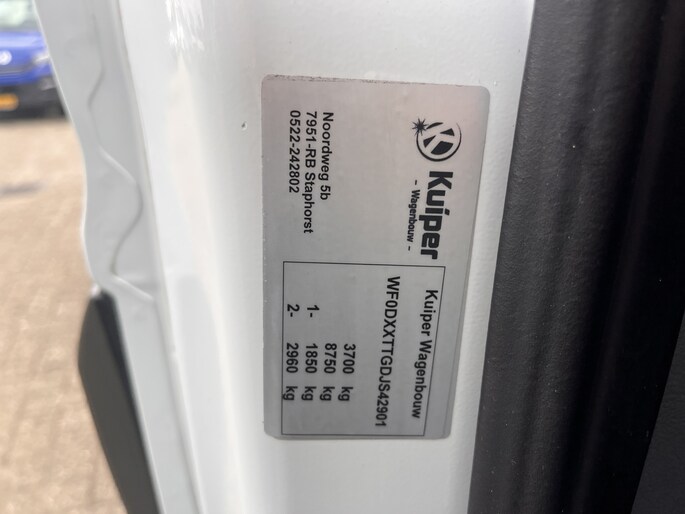 Kuiper
- Wagenbouw -
Noordweg 5b
7951-RB Staphorst
0522-242802
Kuiper Wagenbouw
WF0DXXTTGDJS42901
3700 kg
8750 kg
1- 1850 kg
2- 2960 kg